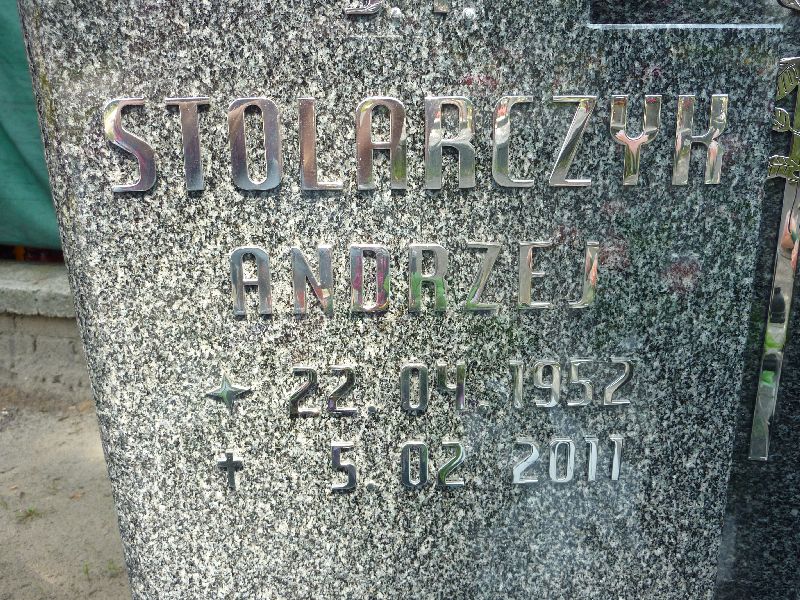 STOLARCZYK
ANDRZEJ
22.04.1952
5.02 2011